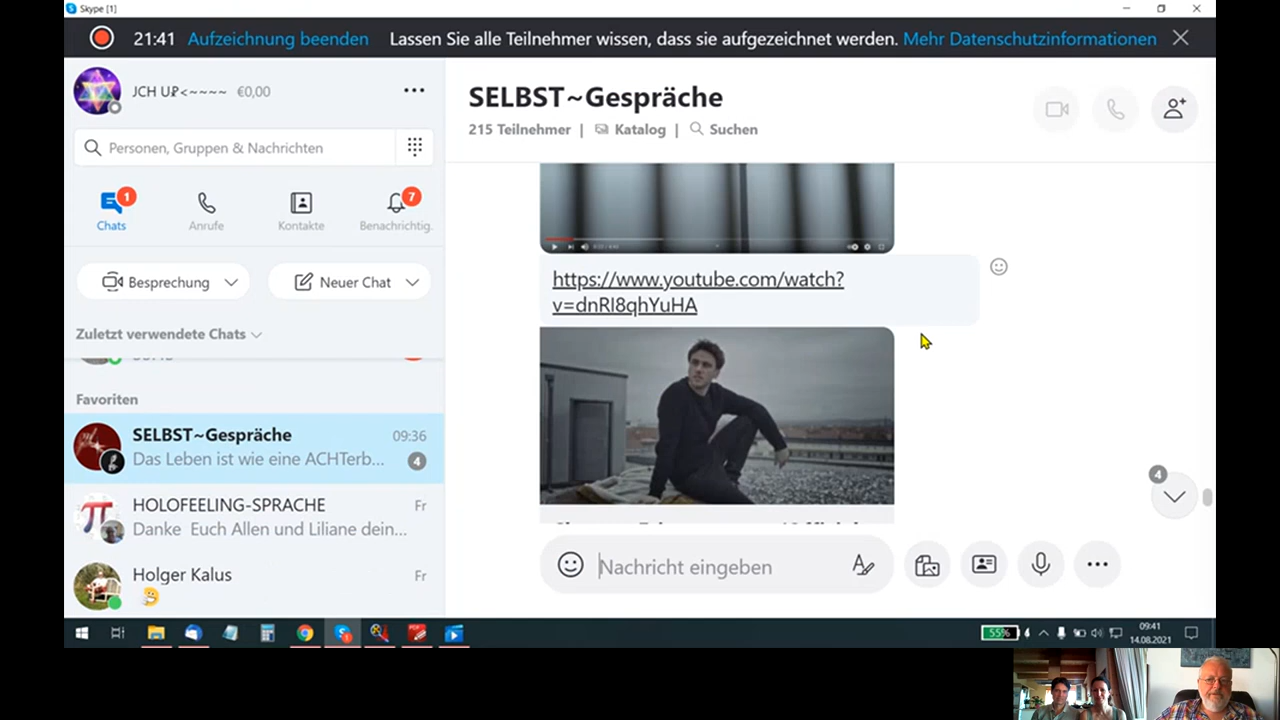 Skype [1]
21:41 Aufzeichnung beenden Lassen Sie alle Teilnehmer wissen, dass sie aufgezeichnet werden. Mehr Datenschutzinformationen
JCH U₽<~~~~ €0,00
Personen, Gruppen & Nachrichten
1
7
Chats Anrufe Kontakte Benachrichtig.
Besprechung Neuer Chat
Zuletzt verwendete Chats
Favoriten
SELBST~Gespräche 09:36
Das Leben ist wie eine ACHTerb... 4
HOLOFEELING-SPRACHE Fr
Danke Euch Allen und Liliane dein...
Holger Kalus Fr
SELBST~Gespräche
215 Teilnehmer | Katalog | Suchen
https://www.youtube.com/watch?
v=dnRl8qhYuHA
4
Nachricht eingeben
55%
09:41
14.08.2021